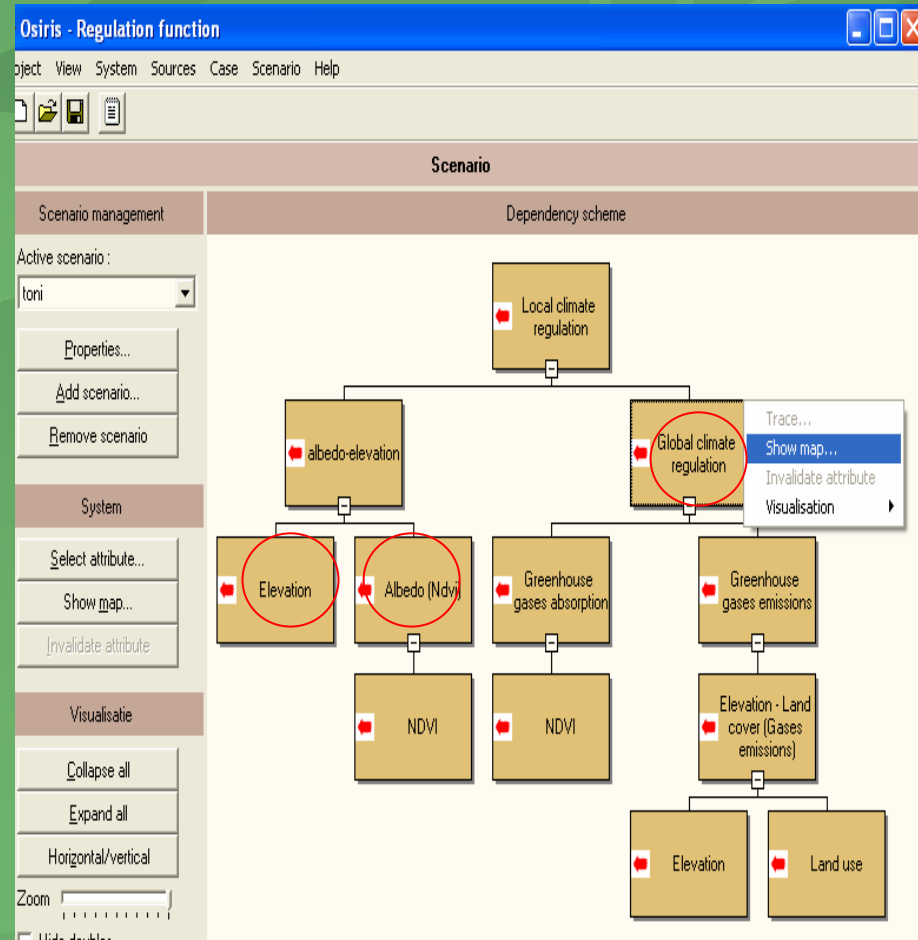 Osiris - Regulation function
oject View System Sources Case Scenario Help
Scenario
Scenario management
Dependency scheme
Active scenario :
toni
Properties...
Add scenario...
Remove scenario
System
Select attribute...
Show map...
Invalidate attribute
Visualisatie
Collapse all
Expand all
Horizontal/vertical
Zoom
Local climate
regulation
albedo-elevation
Global climate
regulation
Trace...
Show map...
Invalidate attribute
Visualisation
Elevation
Albedo (Ndvi)
Greenhouse
gases absorption
Greenhouse
gases emissions
NDVI
NDVI
Elevation - Land
cover (Gases
emissions)
Elevation
Land use